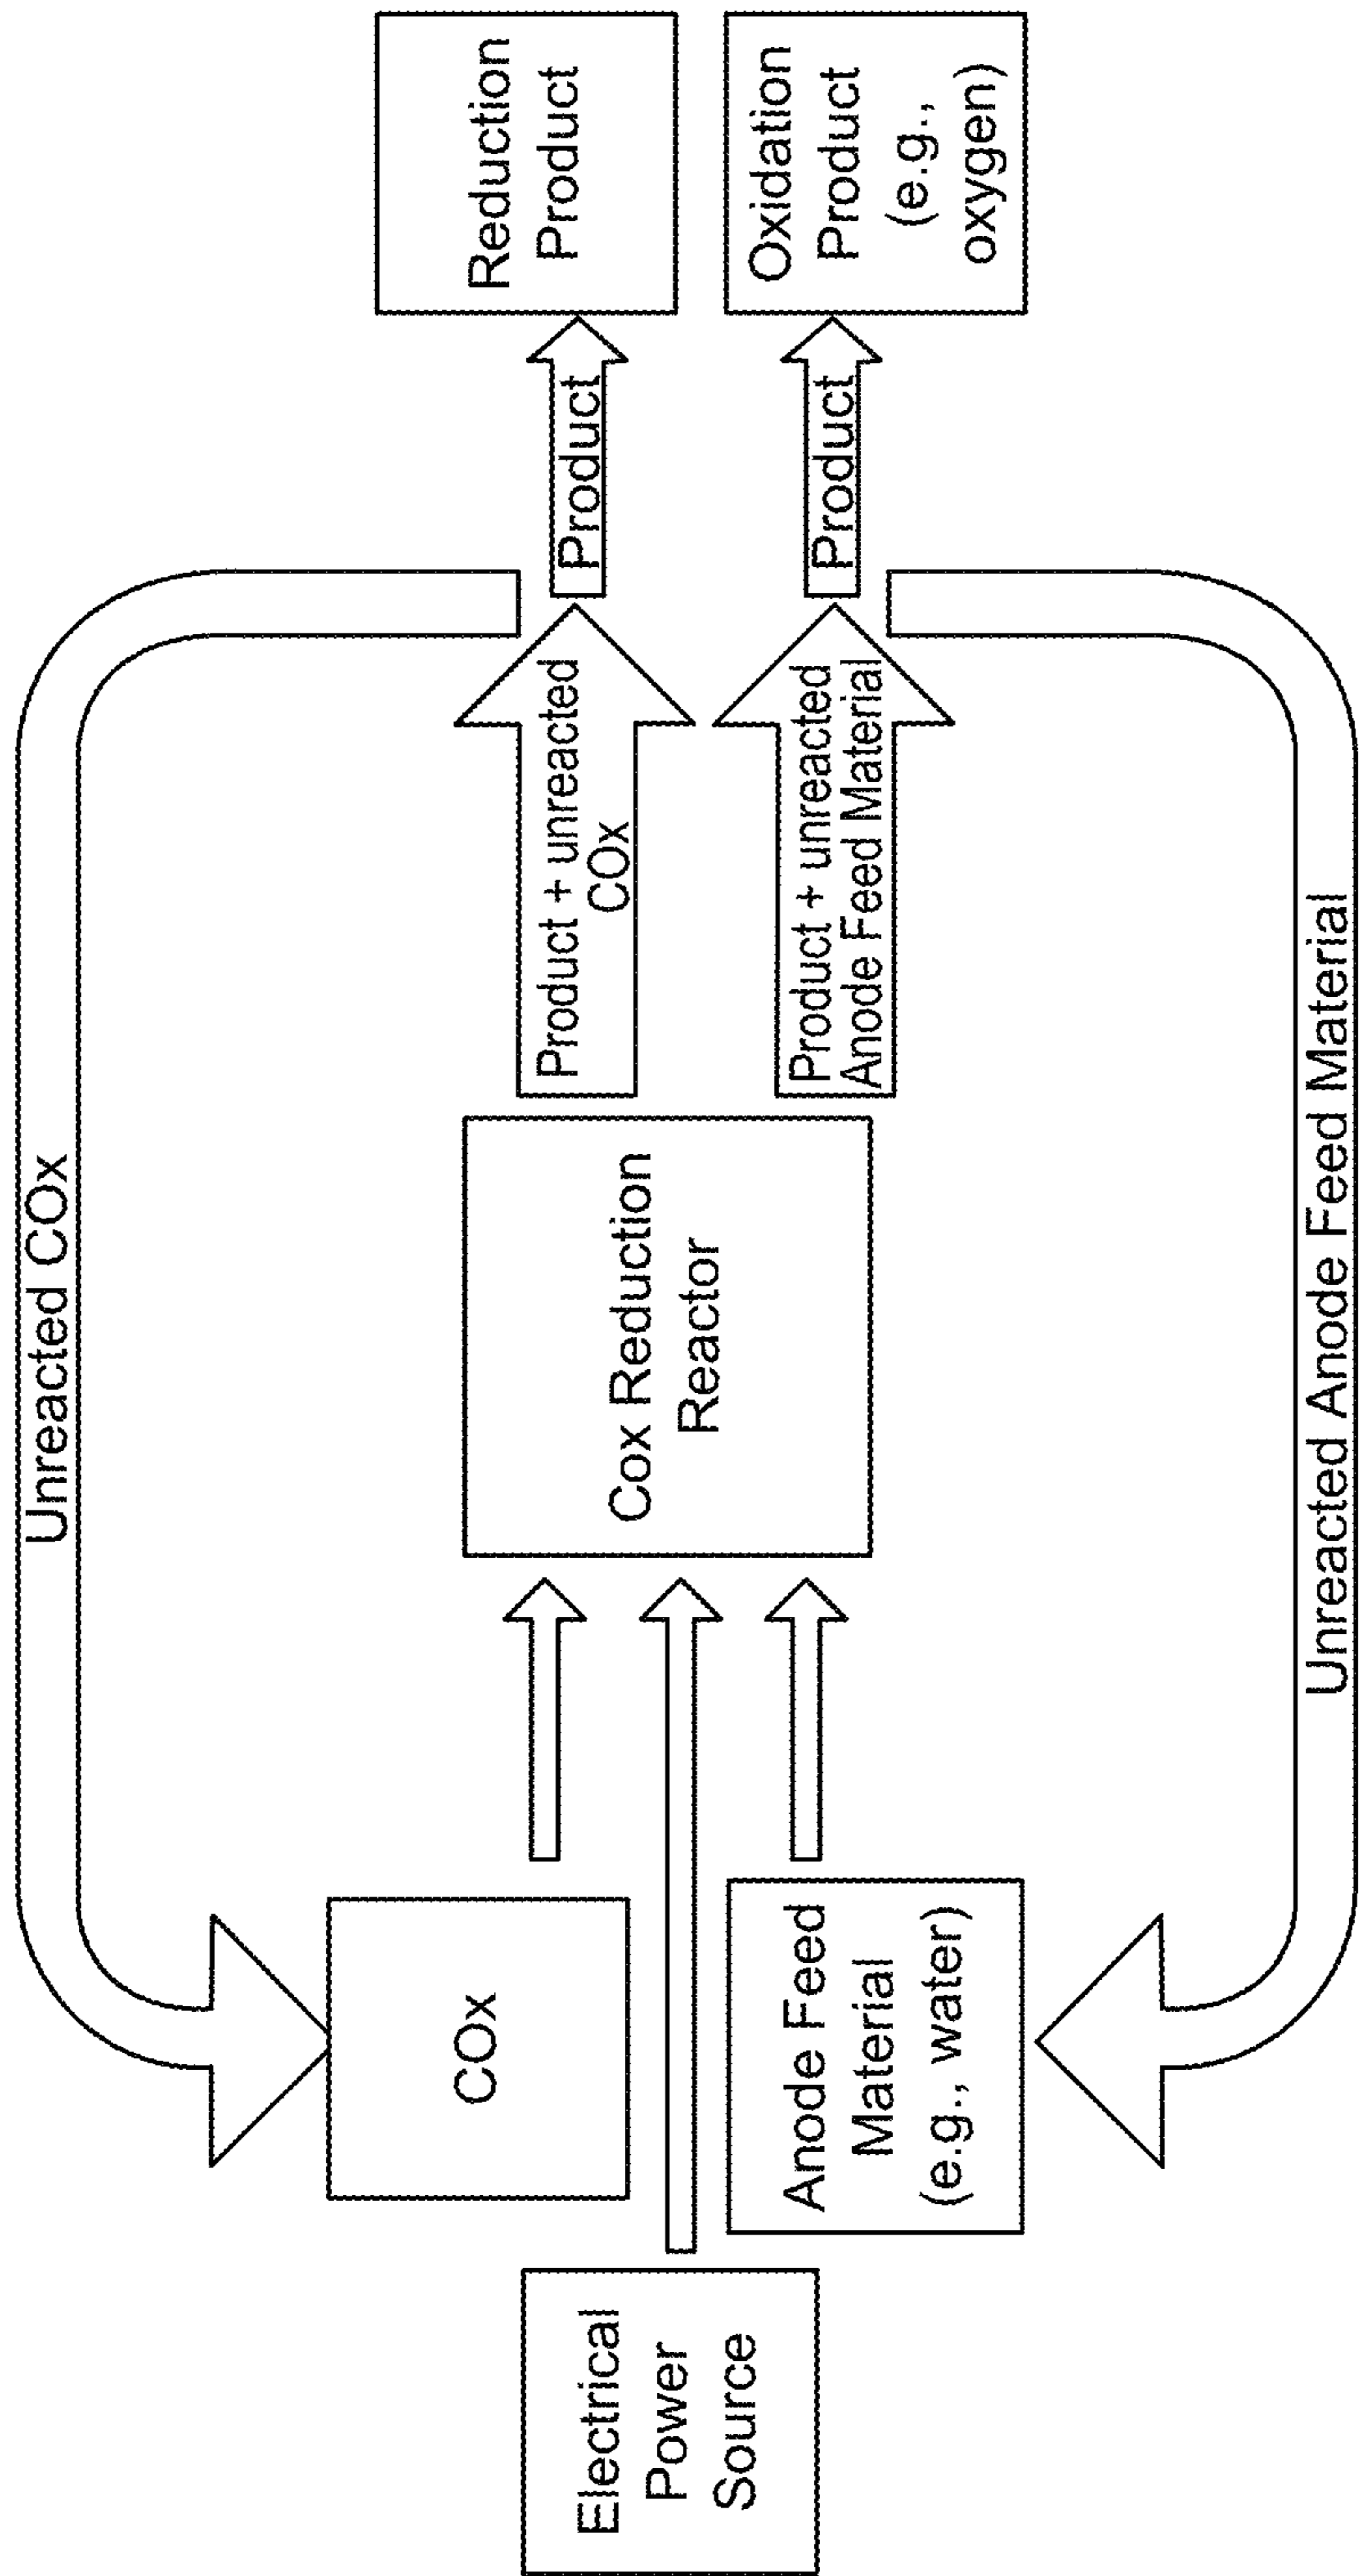 Unreacted COx
Electrical
Power
Source
COx
Anode Feed
Material
(e.g., water)
Cox Reduction
Reactor
Product + unreacted
COx
Product + unreacted
Anode Feed Material
Product
Product
Reduction
Product
Oxidation
Product
(e.g.,
oxygen)
Unreacted Anode Feed Material